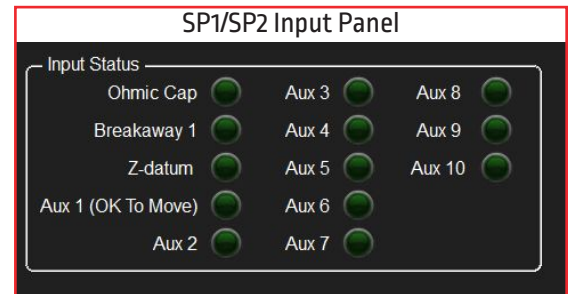 SP1/SP2 Input Panel
Input Status
Ohmic Cap
Breakaway 1
Z-datum
Aux 1 (OK To Move)
Aux 2
Aux 3
Aux 4
Aux 5
Aux 6
Aux 7
Aux 8
Aux 9
Aux 10